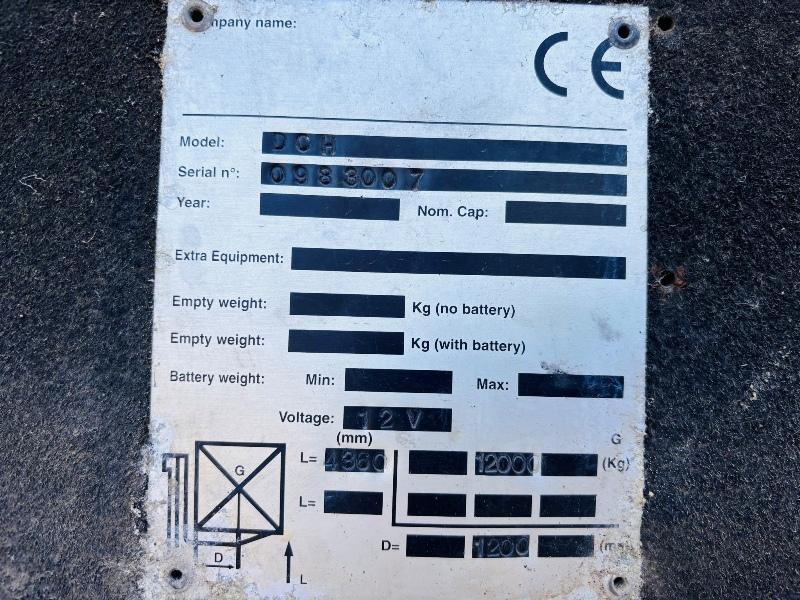 mpany name:
CE
Model: DCH
Serial n°: 0983007
Year: Nom. Cap:
Extra Equipment:
Empty weight: Kg (no battery)
Empty weight: Kg (with battery)
Battery weight: Min: Max:
Voltage: 12V
(mm) G
L= 4360 12000 (Kg)
G
L=
D= 1200 (m
D
L